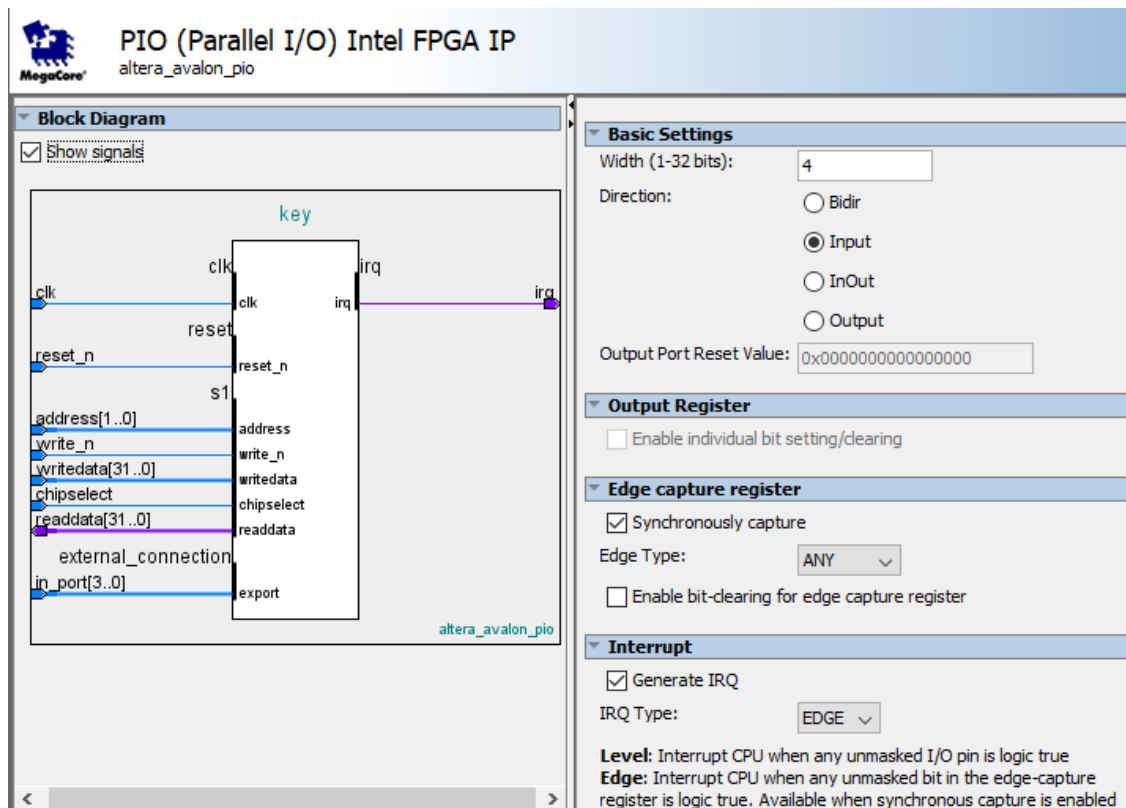 PIO (Parallel I/O) Intel FPGA IP
altera_avalon_pio
MegaCore®
Block Diagram
Show signals
key
clk
irq
clk
clk
irq
irq
reset
reset_n
reset_n
s1
address[1..0]
address
write_n
write_n
writedata[31..0]
writedata
chipselect
chipselect
readdata[31..0]
readdata
external_connection
in_port[3..0]
export
altera_avalon_pio
Basic Settings
Width (1-32 bits):
4
Direction:
Bidir
Input
InOut
Output
Output Port Reset Value:
0x0000000000000000
Output Register
Enable individual bit setting/clearing
Edge capture register
Synchronously capture
Edge Type:
ANY
Enable bit-clearing for edge capture register
Interrupt
Generate IRQ
IRQ Type:
EDGE
Level: Interrupt CPU when any unmasked I/O pin is logic true
Edge: Interrupt CPU when any unmasked bit in the edge-capture
register is logic true. Available when synchronous capture is enabled